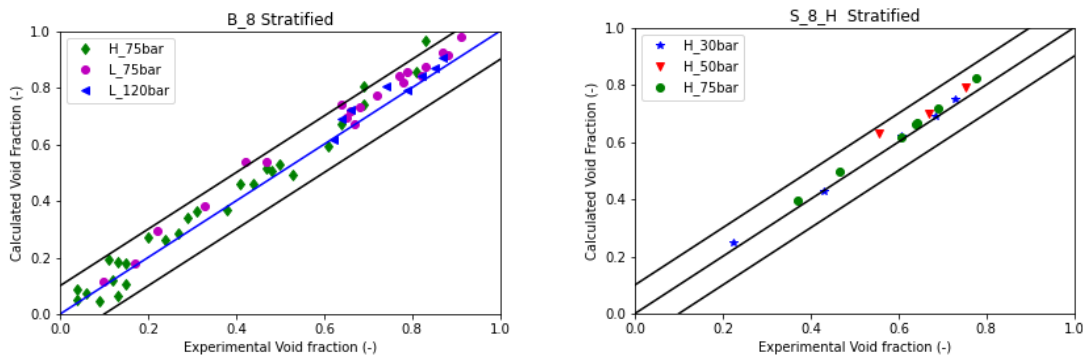 B_8 Stratified
H_75bar
L_75bar
L_120bar
Calculated Void Fraction (-)
1.0
0.8
0.6
0.4
0.2
0.0
0.0 0.2 0.4 0.6 0.8 1.0
Experimental Void fraction (-)
S_8_H  Stratified
H_30bar
H_50bar
H_75bar
Calculated Void Fraction (-)
1.0
0.8
0.6
0.4
0.2
0.0
0.0 0.2 0.4 0.6 0.8 1.0
Experimental Void fraction (-)